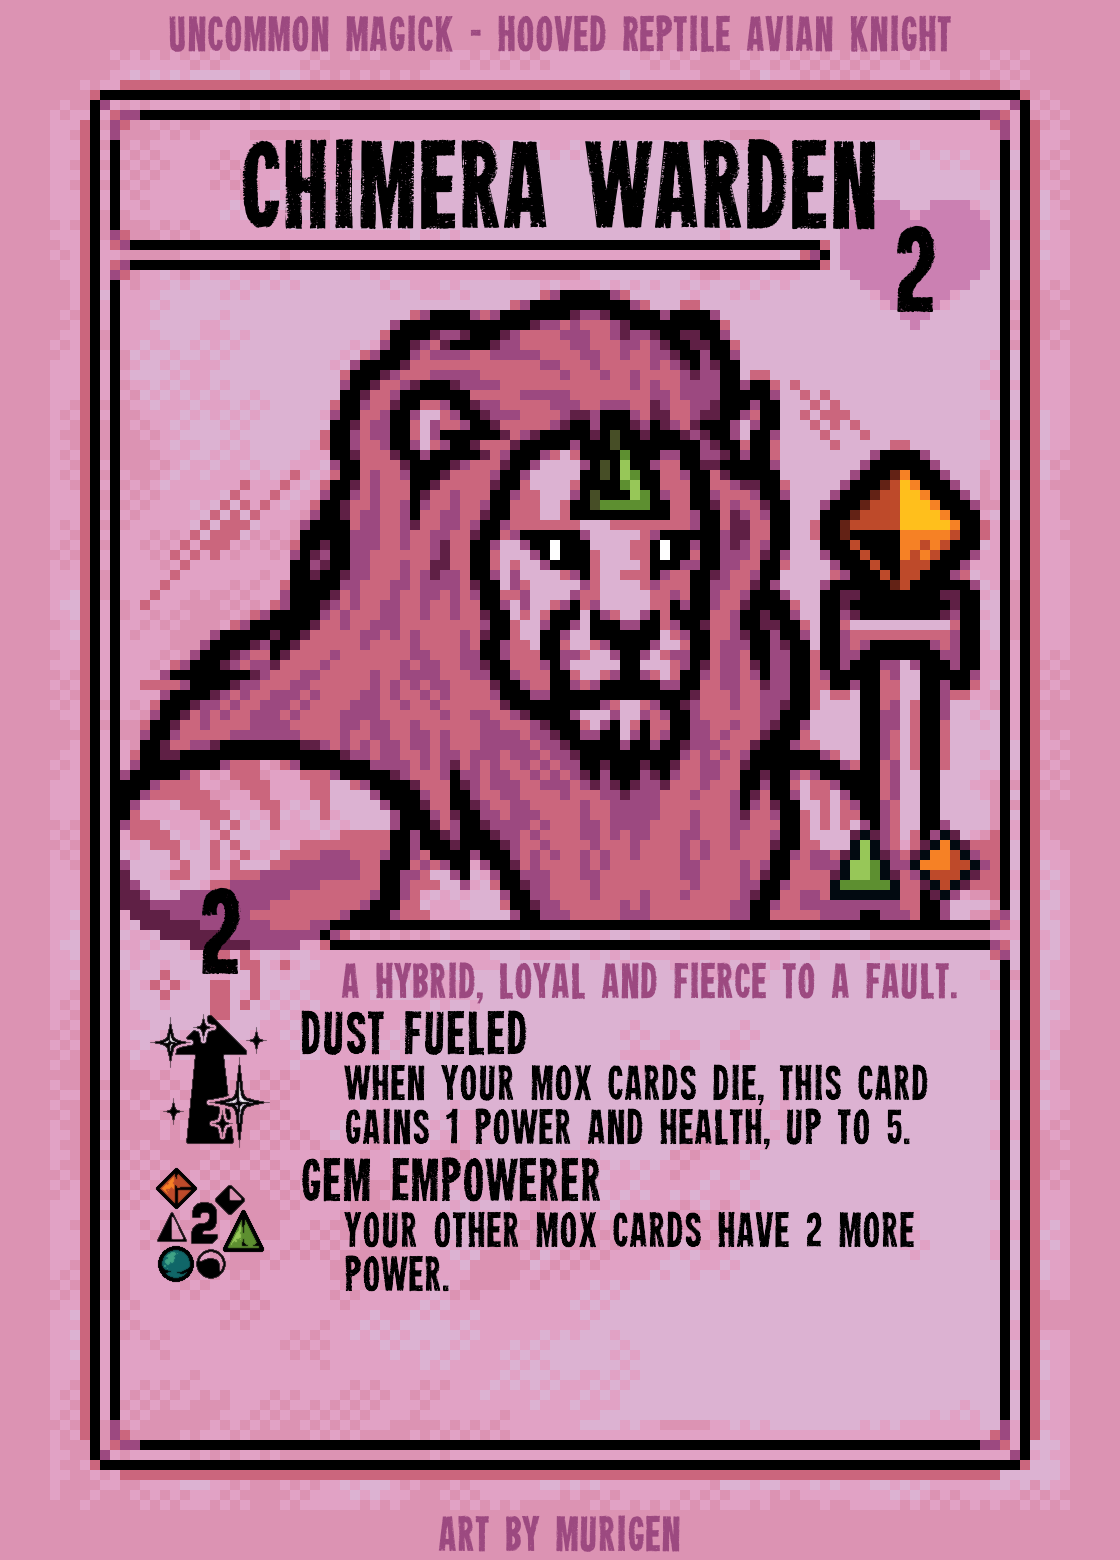 UNCOMMON MAGICK - HOOVED REPTILE AVIAN KNIGHT
CHIMERA WARDEN
2
2
A HYBRID, LOYAL AND FIERCE TO A FAULT.
DUST FUELED
WHEN YOUR MOX CARDS DIE, THIS CARD
GAINS 1 POWER AND HEALTH, UP TO 5.
GEM EMPOWERER
2
YOUR OTHER MOX CARDS HAVE 2 MORE
POWER.
ART BY MURIGEN